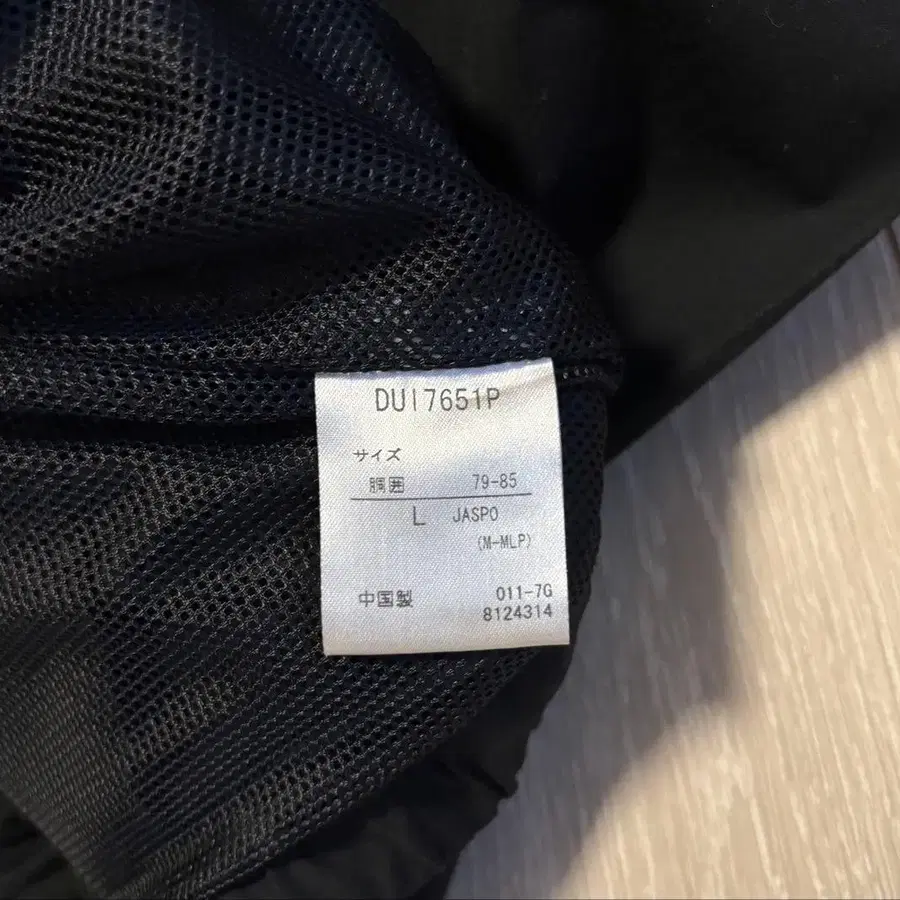 DUI7651P
サイズ
胴囲 79-85
L JASPO
(M-MLP)
中国製 011-7G
8124314